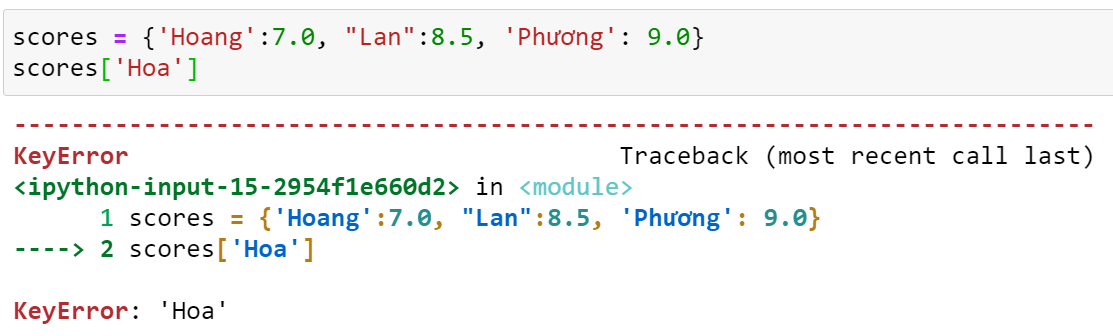 scores = {'Hoang':7.0, "Lan":8.5, 'Phương': 9.0}
scores['Hoa']
---------------------------------------------------------------------------
KeyError                                  Traceback (most recent call last)
<ipython-input-15-2954f1e660d2> in <module>
      1 scores = {'Hoang':7.0, "Lan":8.5, 'Phương': 9.0}
----> 2 scores['Hoa']
KeyError: 'Hoa'